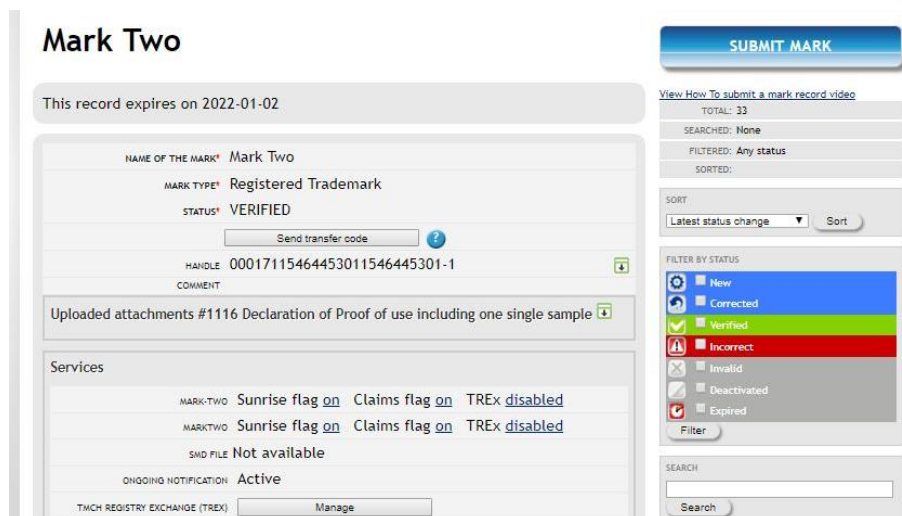 Mark Two
This record expires on 2022-01-02
NAME OF THE MARK* Mark Two
MARK TYPE* Registered Trademark
STATUS* VERIFIED
Send transfer code ?
HANDLE 00017115464453011546445301-1
COMMENT
Uploaded attachments #1116 Declaration of Proof of use including one single sample
Services
MARK-TWO Sunrise flag on Claims flag on TREx disabled
MARKTWO Sunrise flag on Claims flag on TREx disabled
SMD FILE Not available
ONGOING NOTIFICATION Active
TMCH REGISTRY EXCHANGE (TREX) Manage
SUBMIT MARK
View How To submit a mark record video
TOTAL: 33
SEARCHED: None
FILTERED: Any status
SORTED:
SORT
Latest status change Sort
FILTER BY STATUS
New
Corrected
Verified
Incorrect
Invalid
Deactivated
Expired
Filter
SEARCH
Search